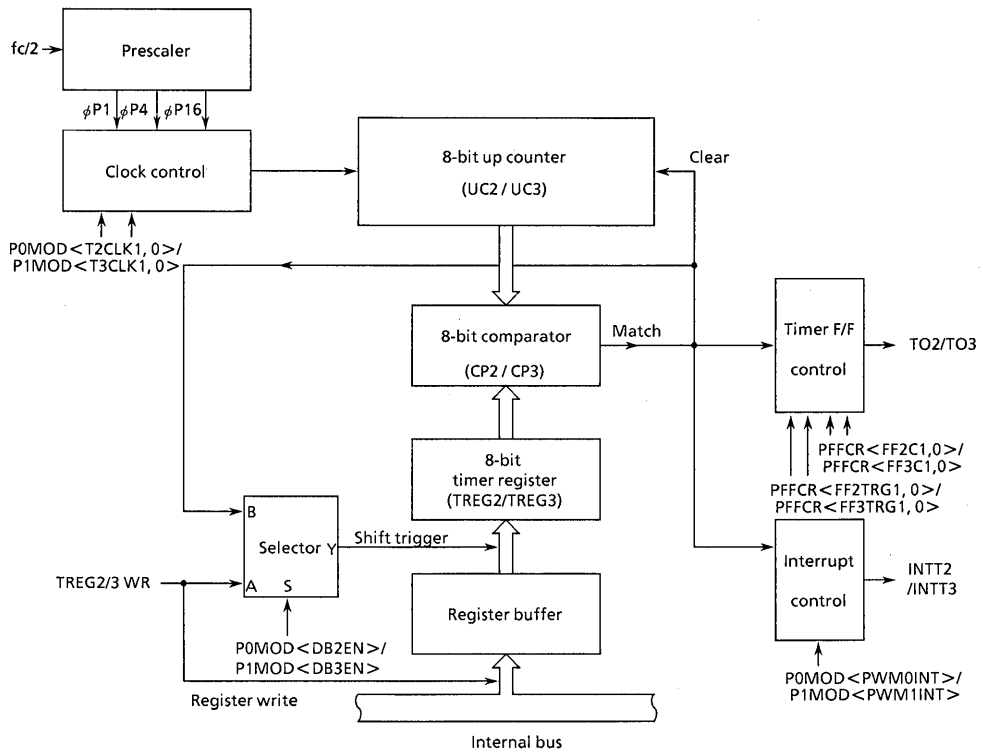 fc/2
Prescaler
φP1 φP4 φP16
Clock control
P0MOD<T2CLK1, 0>/
P1MOD<T3CLK1, 0>
8-bit up counter
(UC2 / UC3)
Clear
8-bit comparator
(CP2 / CP3)
Match
Timer F/F
control
TO2/TO3
PFFCR<FF2C1,0>/
PFFCR<FF3C1,0>
PFFCR<FF2TRG1, 0>/
PFFCR<FF3TRG1, 0>
8-bit
timer register
(TREG2/TREG3)
B
Selector Y
A S
Shift trigger
TREG2/3 WR
P0MOD<DB2EN>/
P1MOD<DB3EN>
Register write
Register buffer
Interrupt
control
INTT2
/INTT3
P0MOD<PWM0INT>/
P1MOD<PWM1INT>
Internal bus